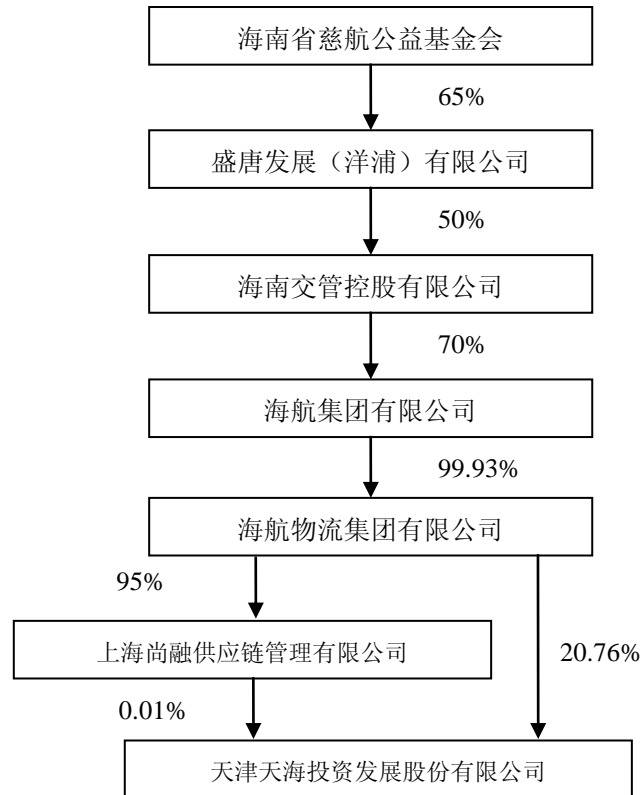 海南省慈航公益基金会
65%
盛唐发展（洋浦）有限公司
50%
海南交管控股有限公司
70%
海航集团有限公司
99.93%
海航物流集团有限公司
95%
上海尚融供应链管理有限公司
20.76%
0.01%
天津天海投资发展股份有限公司